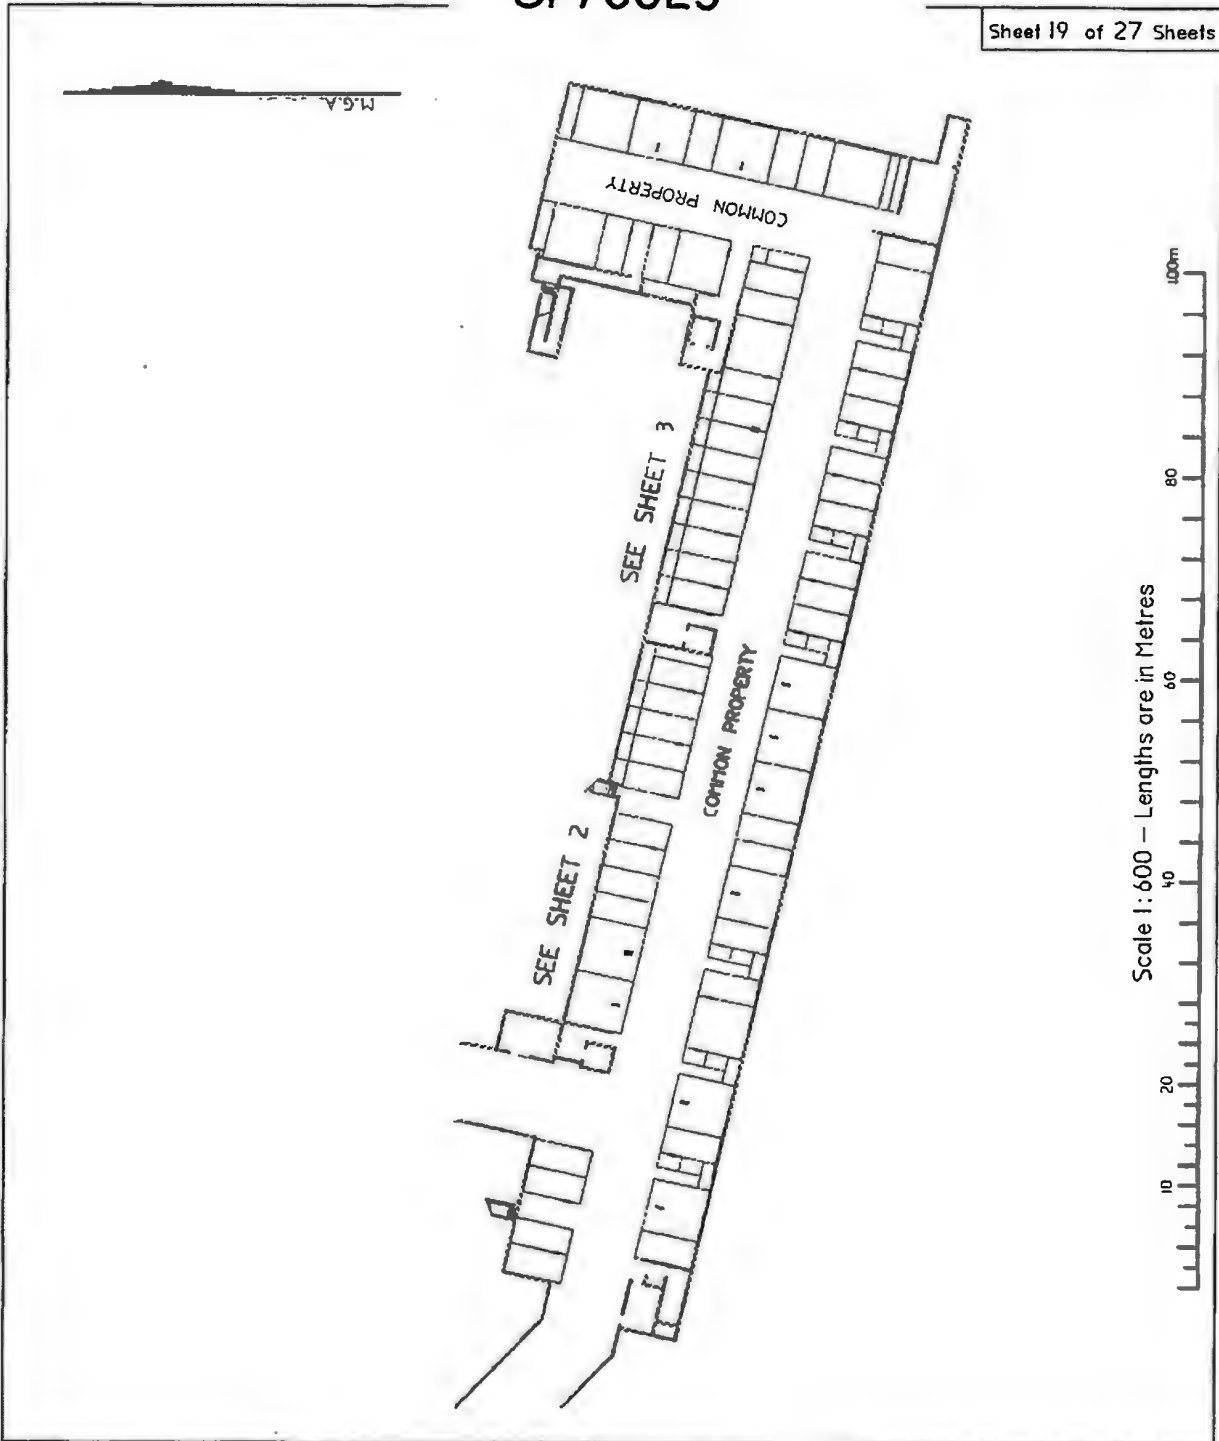 Sheet 19 of 27 Sheets
M.G.A.
COMMON PROPERTY
SEE SHEET 3
COMMON PROPERTY
SEE SHEET 2
100m
80
60
40
20
10
Scale 1:600 – Lengths are in Metres